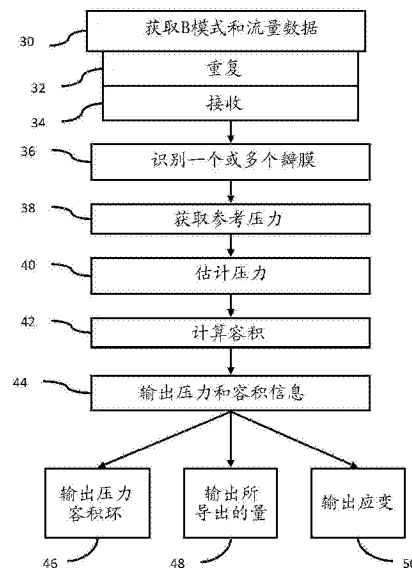 30
获取B模式和流量数据
32
重复
34
接收
36
识别一个或多个瓣膜
38
获取参考压力
40
估计压力
42
计算容积
44
输出压力和容积信息
输出压力
容积环
输出所
导出的量
输出应变
46
48
50